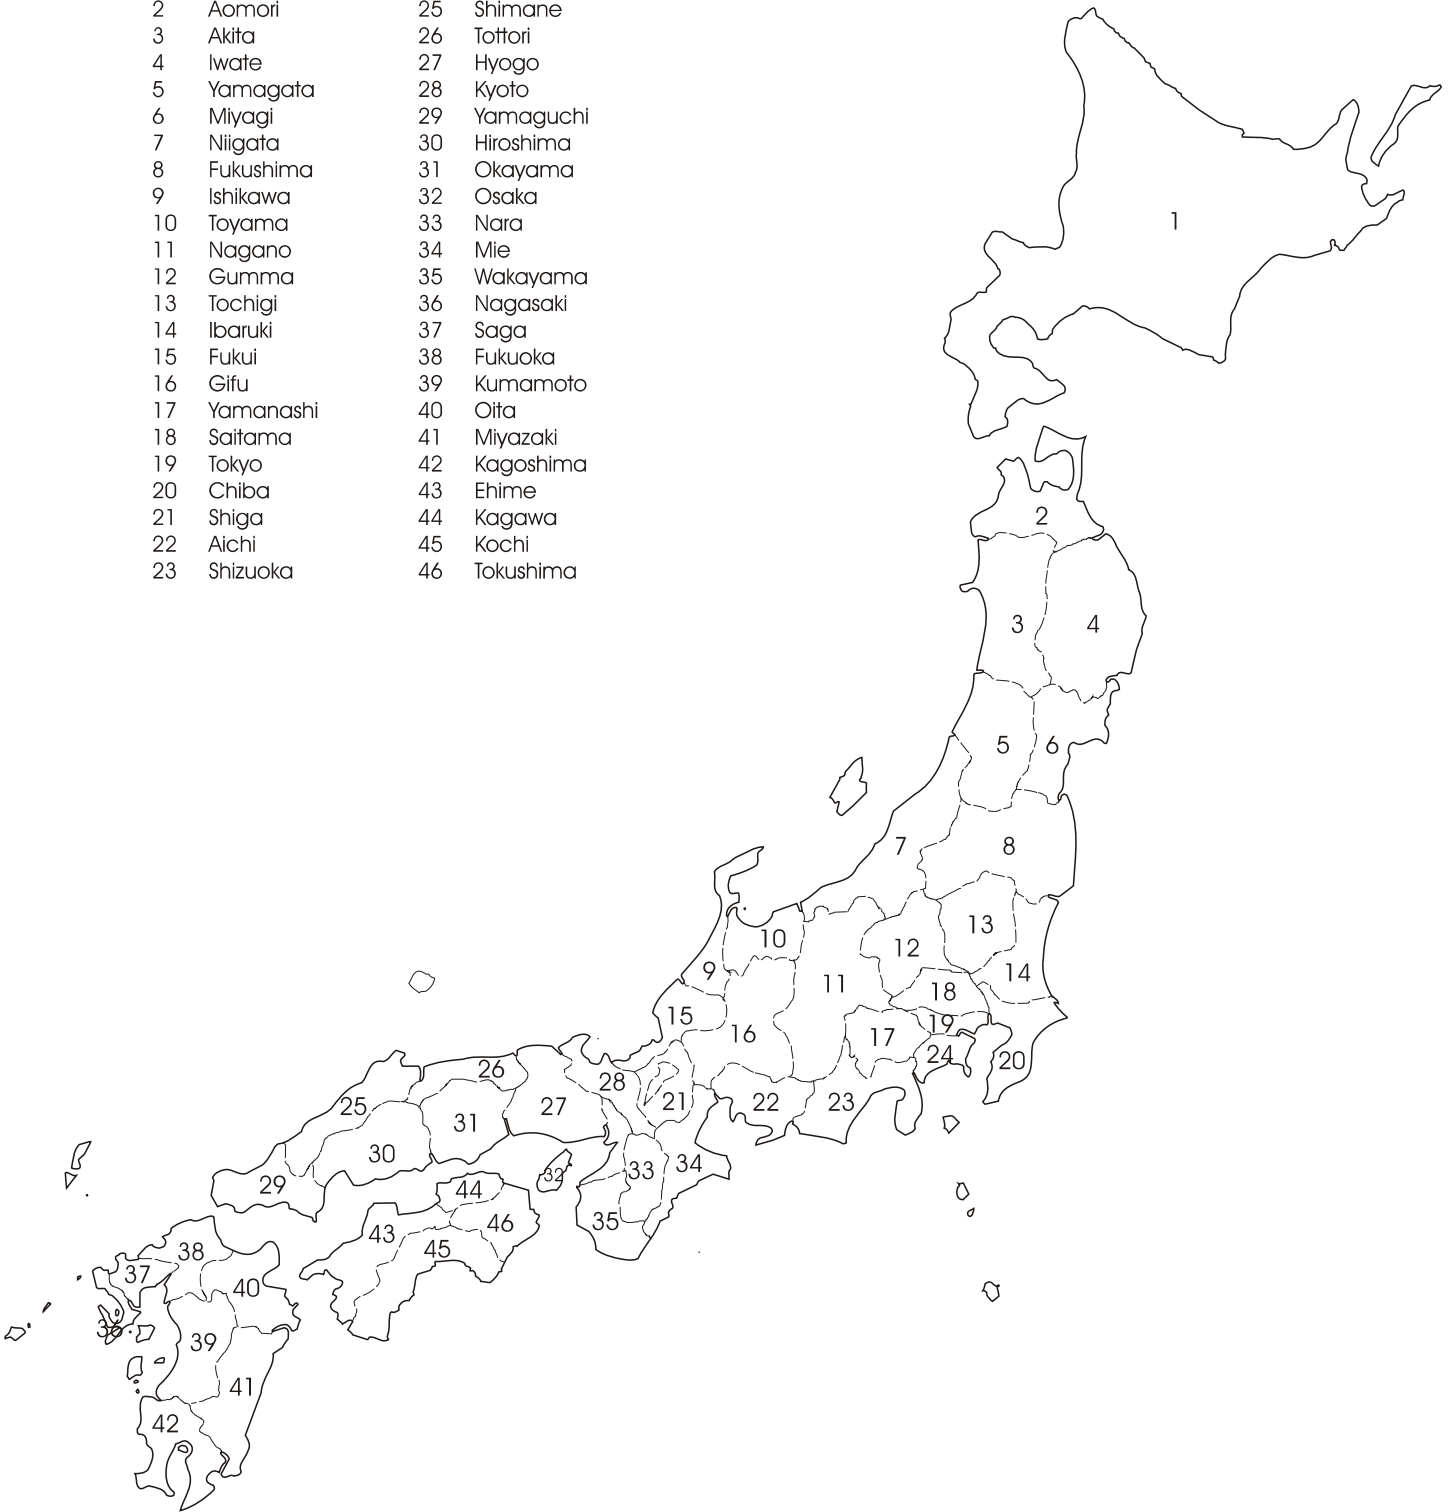 2 Aomori
3 Akita
4 Iwate
5 Yamagata
6 Miyagi
7 Niigata
8 Fukushima
9 Ishikawa
10 Toyama
11 Nagano
12 Gumma
13 Tochigi
14 Ibaruki
15 Fukui
16 Gifu
17 Yamanashi
18 Saitama
19 Tokyo
20 Chiba
21 Shiga
22 Aichi
23 Shizuoka
25 Shimane
26 Tottori
27 Hyogo
28 Kyoto
29 Yamaguchi
30 Hiroshima
31 Okayama
32 Osaka
33 Nara
34 Mie
35 Wakayama
36 Nagasaki
37 Saga
38 Fukuoka
39 Kumamoto
40 Oita
41 Miyazaki
42 Kagoshima
43 Ehime
44 Kagawa
45 Kochi
46 Tokushima
1
2
3
4
5
6
7
8
13
10
12
9
14
11
18
15
19
16
17
24
20
26
28
21
22
23
25
27
31
30
33
34
32
29
44
35
46
43
45
38
37
40
36
39
41
42